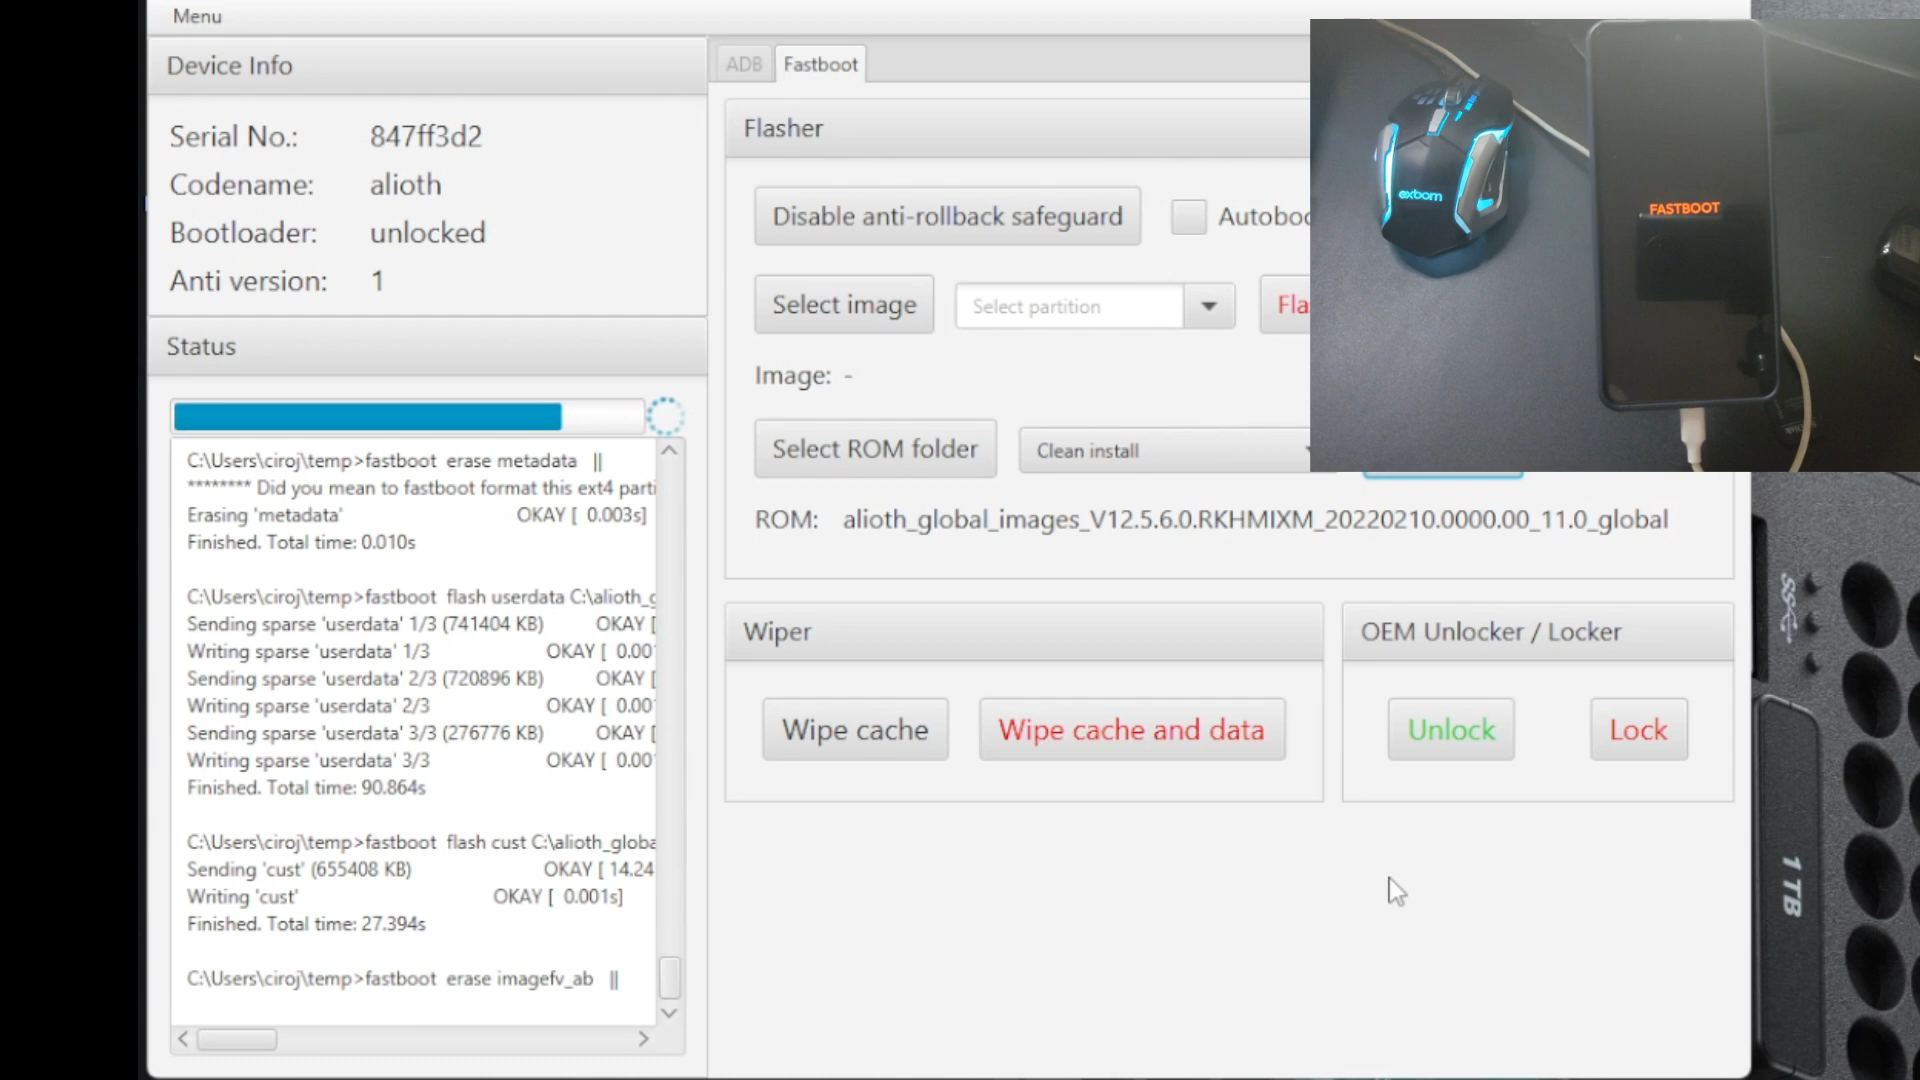 Menu
Device Info
Serial No.: 847ff3d2
Codename: alioth
Bootloader: unlocked
Anti version: 1
Status
C:\Users\ciroj\temp>fastboot erase metadata ||
******** Did you mean to fastboot format this ext4 parti
Erasing 'metadata' OKAY [ 0.003s]
Finished. Total time: 0.010s
C:\Users\ciroj\temp>fastboot flash userdata C:\alioth_g
Sending sparse 'userdata' 1/3 (741404 KB) OKAY [
Writing sparse 'userdata' 1/3 OKAY [ 0.00
Sending sparse 'userdata' 2/3 (720896 KB) OKAY [
Writing sparse 'userdata' 2/3 OKAY [ 0.00
Sending sparse 'userdata' 3/3 (276776 KB) OKAY [
Writing sparse 'userdata' 3/3 OKAY [ 0.00
Finished. Total time: 90.864s
C:\Users\ciroj\temp>fastboot flash cust C:\alioth_globa
Sending 'cust' (655408 KB) OKAY [ 14.24
Writing 'cust' OKAY [ 0.001s]
Finished. Total time: 27.394s
C:\Users\ciroj\temp>fastboot erase imagefv_ab ||
ADB Fastboot
Flasher
Disable anti-rollback safeguard Autoboo
Select image Select partition Fla
Image: -
Select ROM folder Clean install
ROM: alioth_global_images_V12.5.6.0.RKHMIXM_20220210.0000.00_11.0_global
Wiper
Wipe cache Wipe cache and data
OEM Unlocker / Locker
Unlock Lock
exbom
FASTBOOT
SS
1 TB